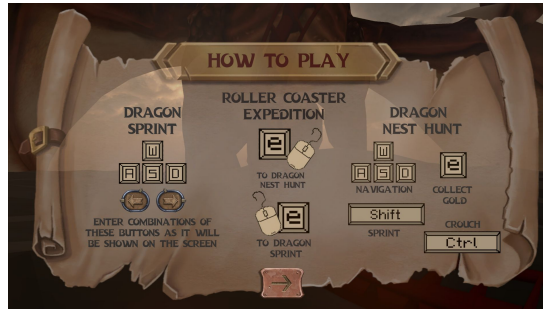 HOW TO PLAY
DRAGON
SPRINT
W
A S D
ENTER COMBINATIONS OF
THESE BUTTONS AS IT WILL
BE SHOWN ON THE SCREEN
ROLLER COASTER
EXPEDITION
e
TO DRAGON
NEST HUNT
e
TO DRAGON
SPRINT
DRAGON
NEST HUNT
W
A S D
NAVIGATION
e
COLLECT
GOLD
Shift
SPRINT
CROUCH
Ctrl